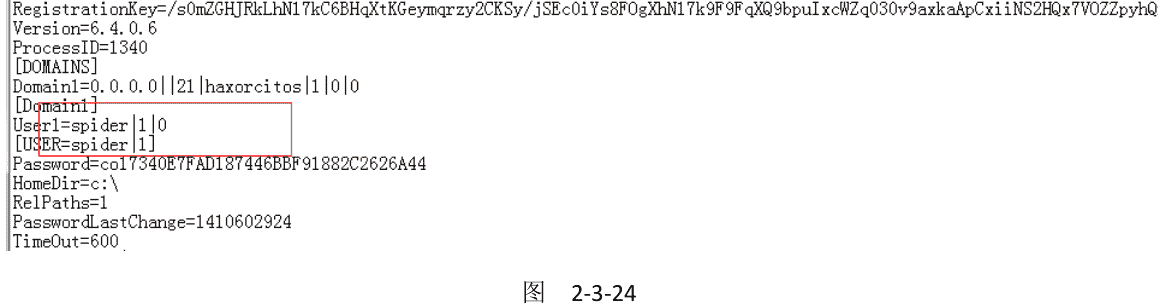 RegistrationKey=/s0mZGHJRkLhN17kC6BHqXtKGeymqrzy2CKSy/jSEc0iYs8FOgXhN17k9F9FqXQ9bpuIxcWZq030v9axkaApCxiiNS2HQx7VOZZpyhQ
Version=6.4.0.6
ProcessID=1340
[DOMAINS]
Domain1=0.0.0.0||21|haxorcitos|1|0|0
[Domain1]
User1=spider|1|0
[USER=spider|1]
Password=co17340E7FAD187446BBF91882C2626A44
HomeDir=c:\
RelPaths=1
PasswordLastChange=1410602924
TimeOut=600
图 2-3-24